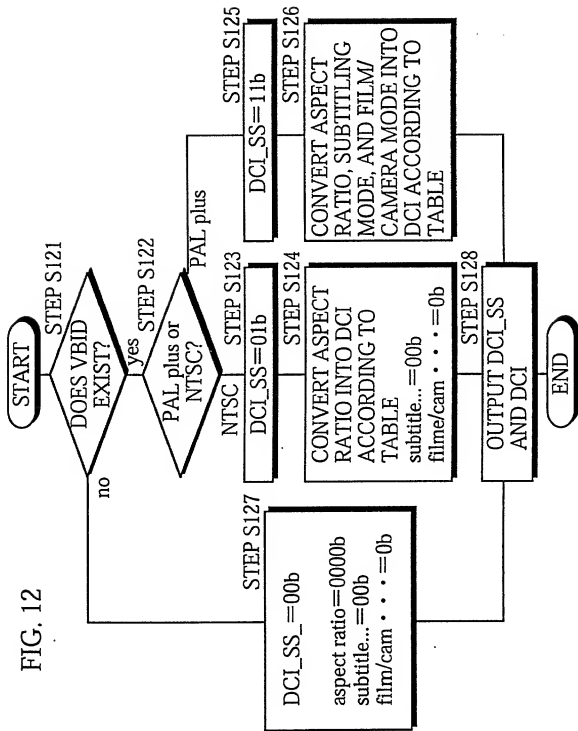 FIG. 12
START
STEP S121
DOES VBID
EXIST?
no
yes
STEP S122
PAL plus or
NTSC?
PAL plus
NTSC
STEP S123
DCI_SS=01b
STEP S124
CONVERT ASPECT
RATIO INTO DCI
ACCORDING TO
TABLE
subtitle...=00b
filme/cam・・・=0b
STEP S125
DCI_SS=11b
STEP S126
CONVERT ASPECT
RATIO, SUBTITLING
MODE, AND FILM/
CAMERA MODE INTO
DCI ACCORDING TO
TABLE
STEP S127
DCI_SS_=00b
aspect ratio=0000b
subtitle...=00b
film/cam・・・=0b
STEP S128
OUTPUT DCI_SS
AND DCI
END